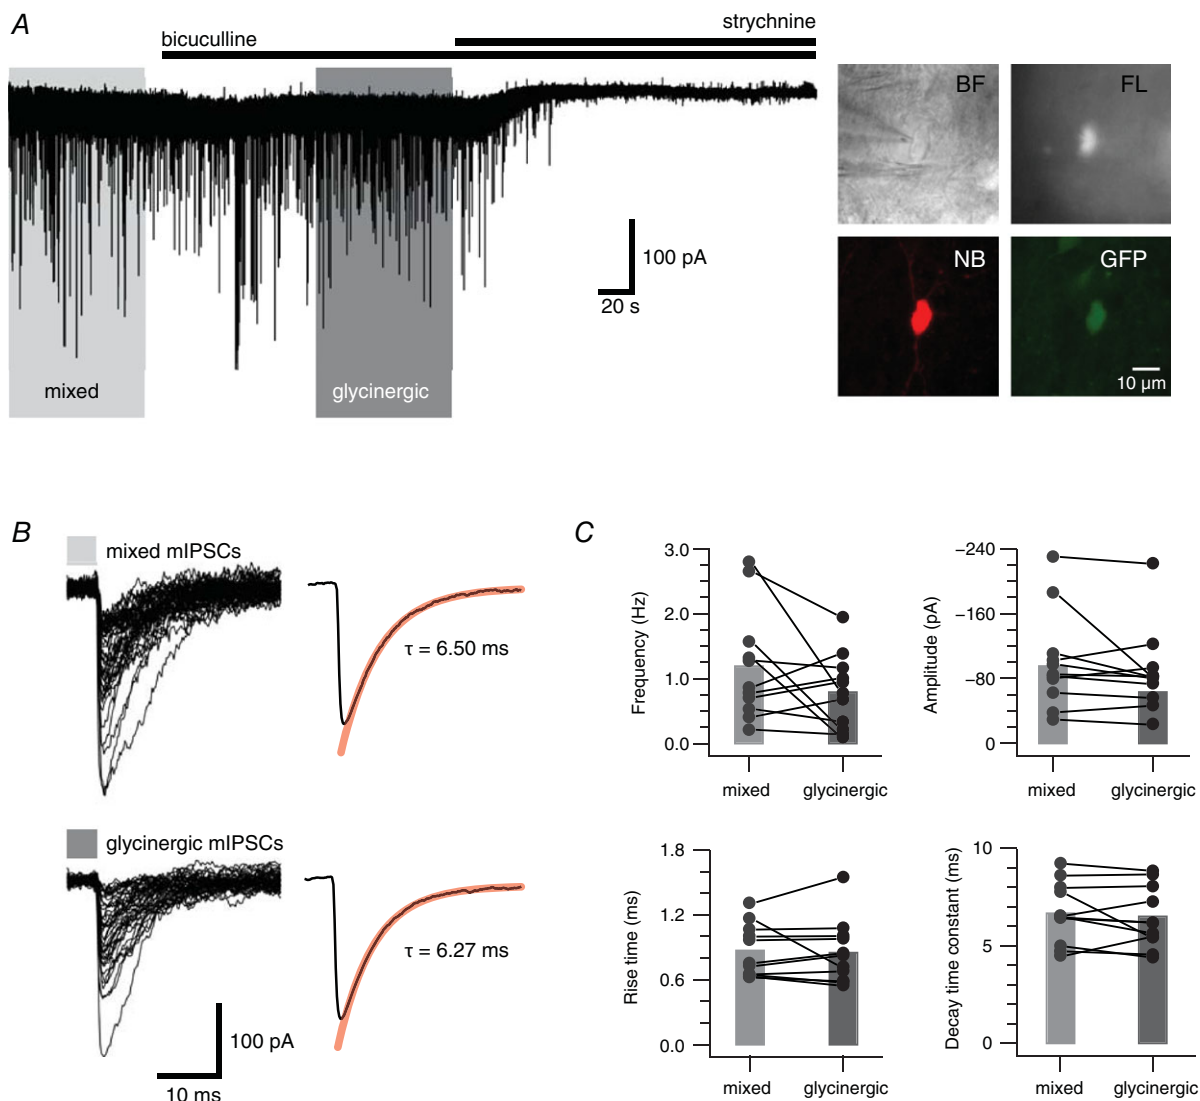 A
strychnine
bicuculline
mixed
glycinergic
100 pA
20 s
BF
FL
NB
GFP
10 µm
B
mixed mIPSCs
τ = 6.50 ms
glycinergic mIPSCs
τ = 6.27 ms
100 pA
10 ms
C
Frequency (Hz)
3.0
2.0
1.0
0.0
mixed glycinergic
Amplitude (pA)
−240
−160
−80
0
mixed glycinergic
Rise time (ms)
1.8
1.2
0.6
0.0
mixed glycinergic
Decay time constant (ms)
10
5
0
mixed glycinergic